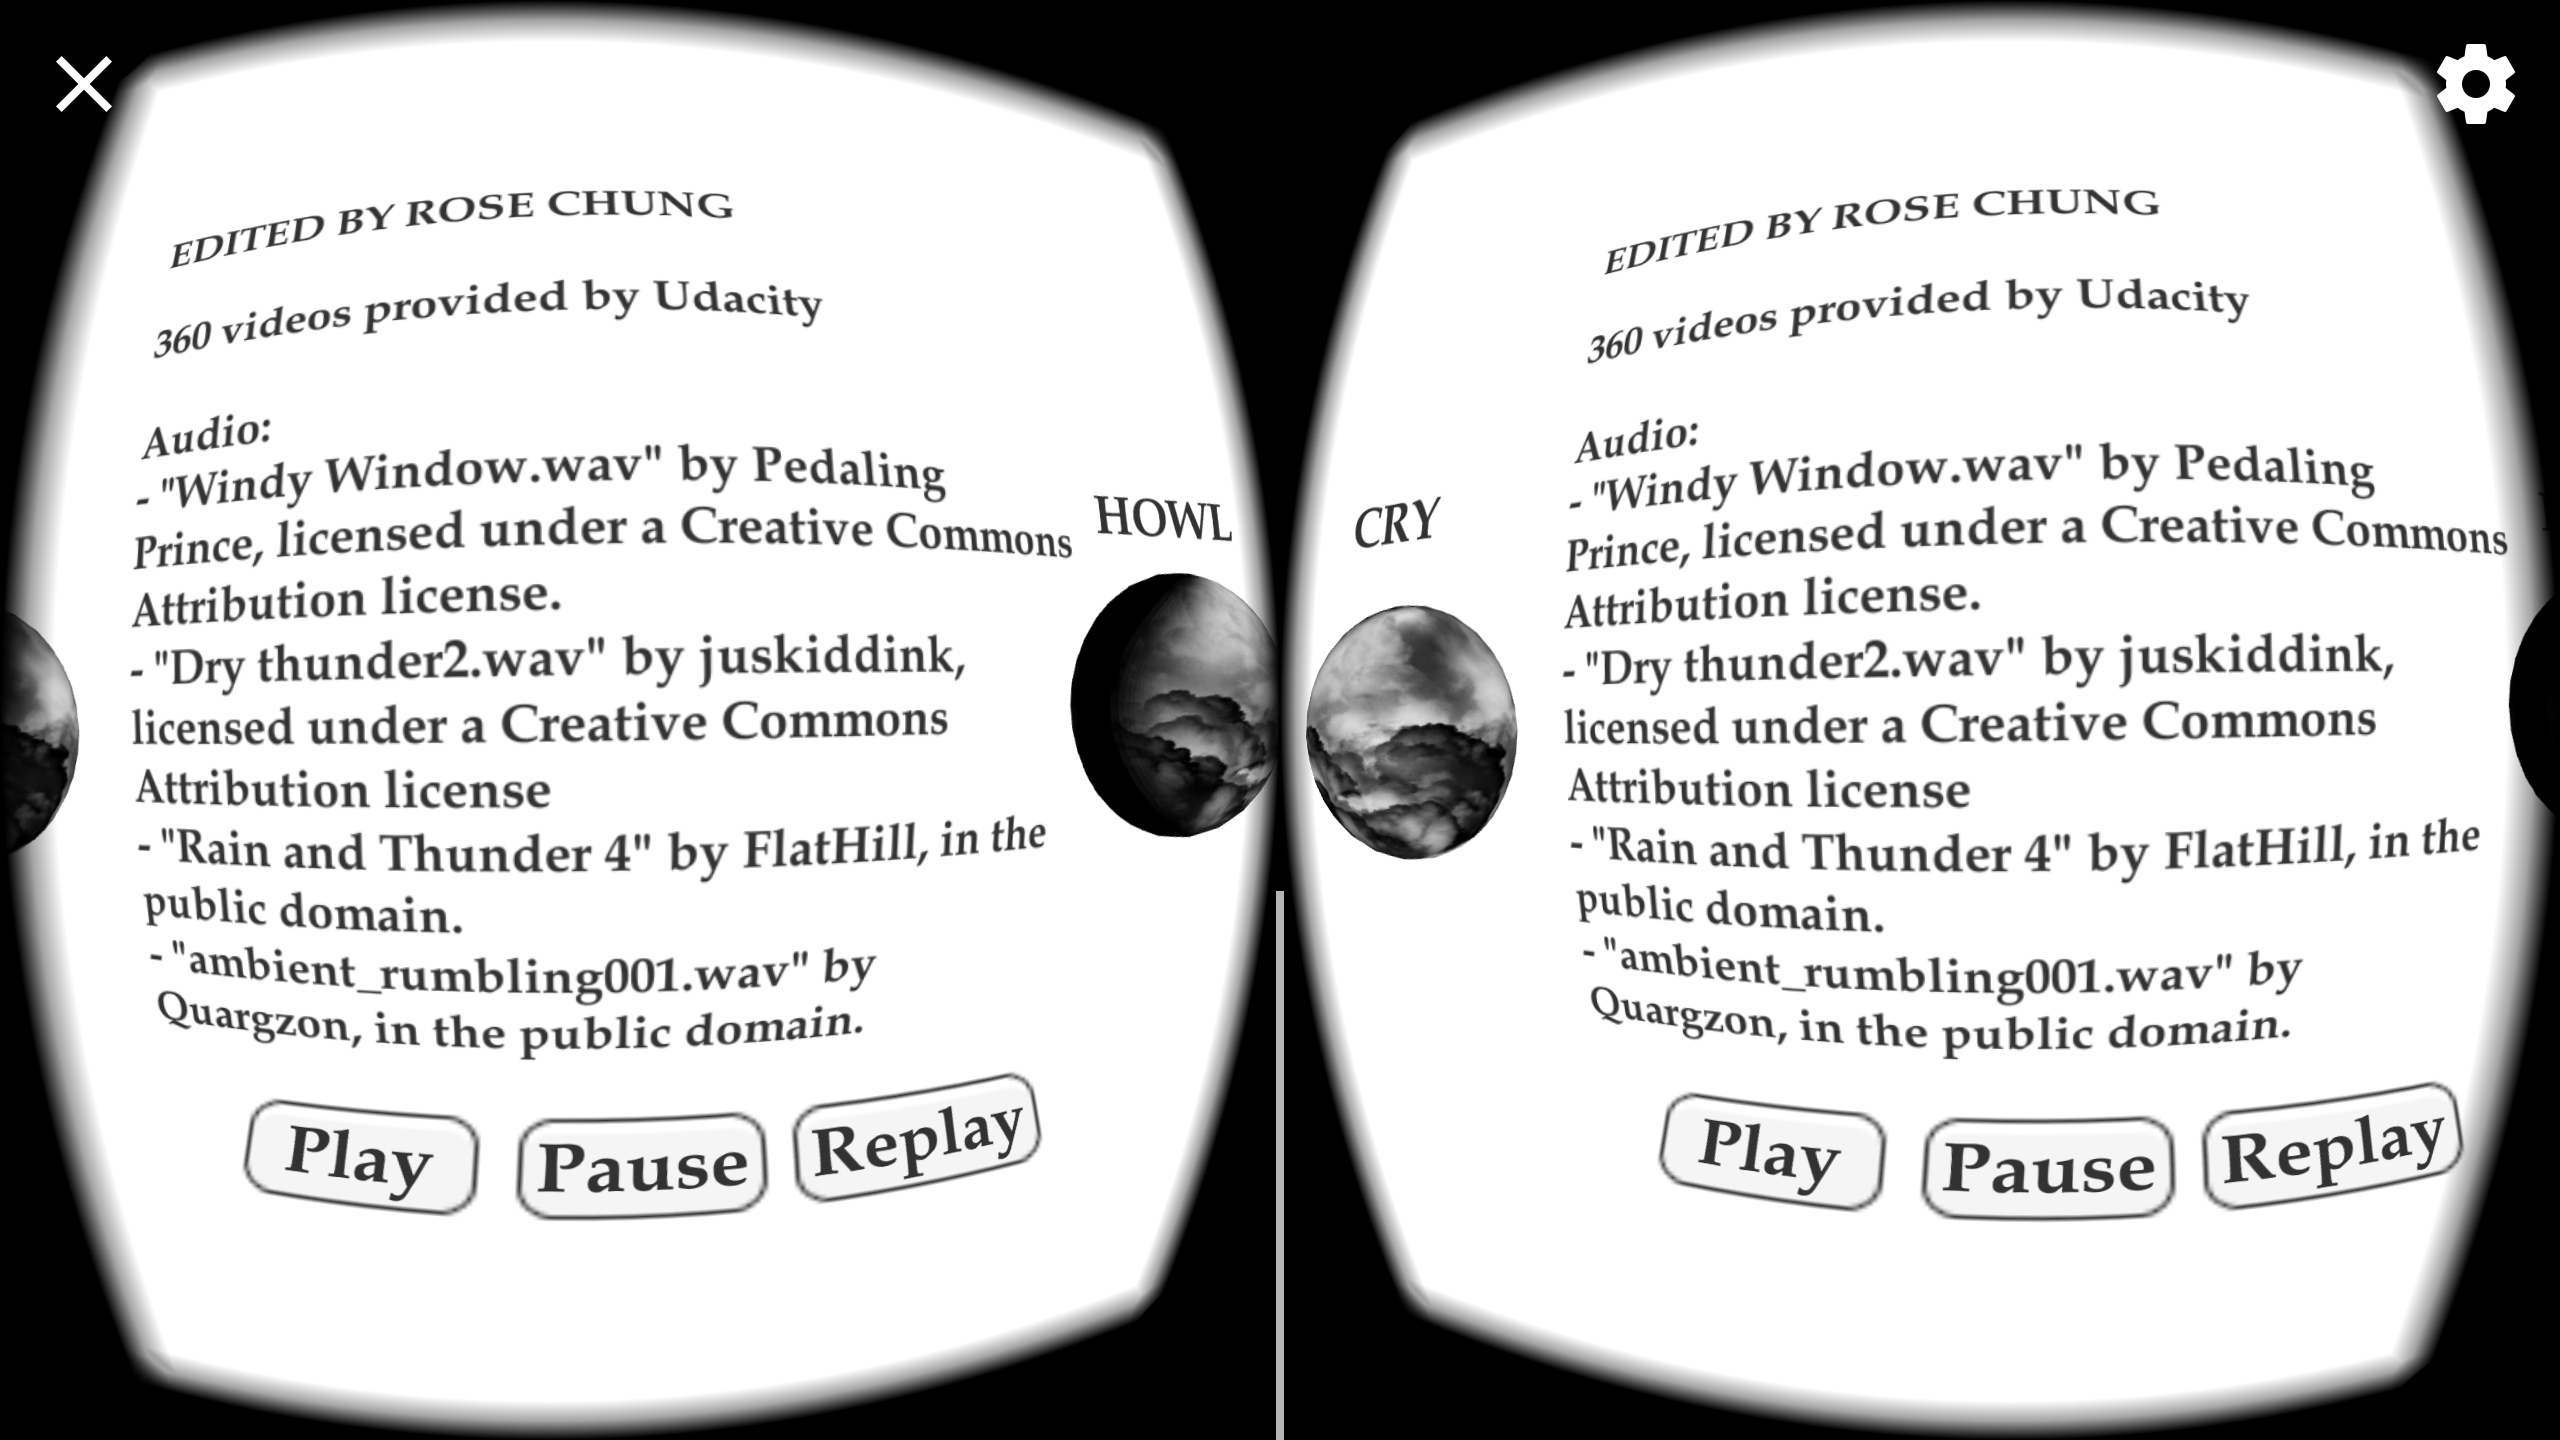 EDITED BY ROSE CHUNG
360 videos provided by Udacity
Audio:
- "Windy Window.wav" by Pedaling
Prince, licensed under a Creative Commons
Attribution license.
- "Dry thunder2.wav" by juskiddink,
licensed under a Creative Commons
Attribution license
- "Rain and Thunder 4" by FlatHill, in the
public domain.
- "ambient_rumbling001.wav" by
Quargzon, in the public domain.
Play Pause Replay
HOWL
CRY
EDITED BY ROSE CHUNG
360 videos provided by Udacity
Audio:
- "Windy Window.wav" by Pedaling
Prince, licensed under a Creative Commons
Attribution license.
- "Dry thunder2.wav" by juskiddink,
licensed under a Creative Commons
Attribution license
- "Rain and Thunder 4" by FlatHill, in the
public domain.
- "ambient_rumbling001.wav" by
Quargzon, in the public domain.
Play Pause Replay